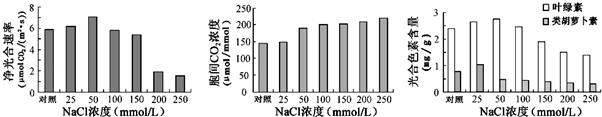 净光合速率
(μmolCO₂/(m²•s)
8
6
4
2
0
对照 25 50 100 150 200 250
NaCl浓度(mmol/L)
胞间CO₂浓度
(μmol/mmol)
250
200
150
100
50
0
对照 25 50 100 150 200 250
NaCl浓度(mmol/L)
光合色素含量
(mg/g)
□叶绿素
■类胡萝卜素
3
2
1
0
对照 25 50 100 150 200 250
NaCl浓度(mmol/L)